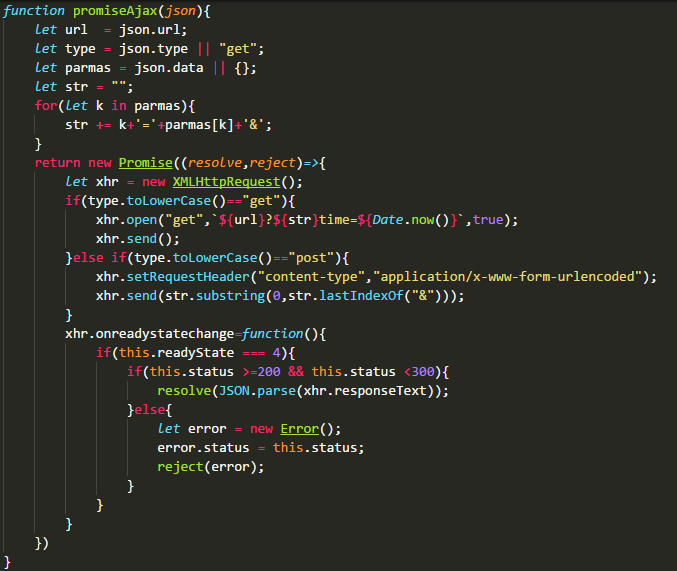 function promiseAjax(json){
    let url  = json.url;
    let type = json.type || "get";
    let parmas = json.data || {};
    let str = "";
    for(let k in parmas){
        str += k+'='+parmas[k]+'&';
    }
    return new Promise((resolve,reject)=>{
        let xhr = new XMLHttpRequest();
        if(type.toLowerCase()=="get"){
            xhr.open("get",`${url}?${str}time=${Date.now()}`,true);
            xhr.send();
        }else if(type.toLowerCase()=="post"){
            xhr.setRequestHeader("content-type","application/x-www-form-urlencoded");
            xhr.send(str.substring(0,str.lastIndexOf("&")));
        }
        xhr.onreadystatechange=function(){
            if(this.readyState === 4){
                if(this.status >=200 && this.status <300){
                    resolve(JSON.parse(xhr.responseText));
                }else{
                    let error = new Error();
                    error.status = this.status;
                    reject(error);
                }
            }
        }
    })
}